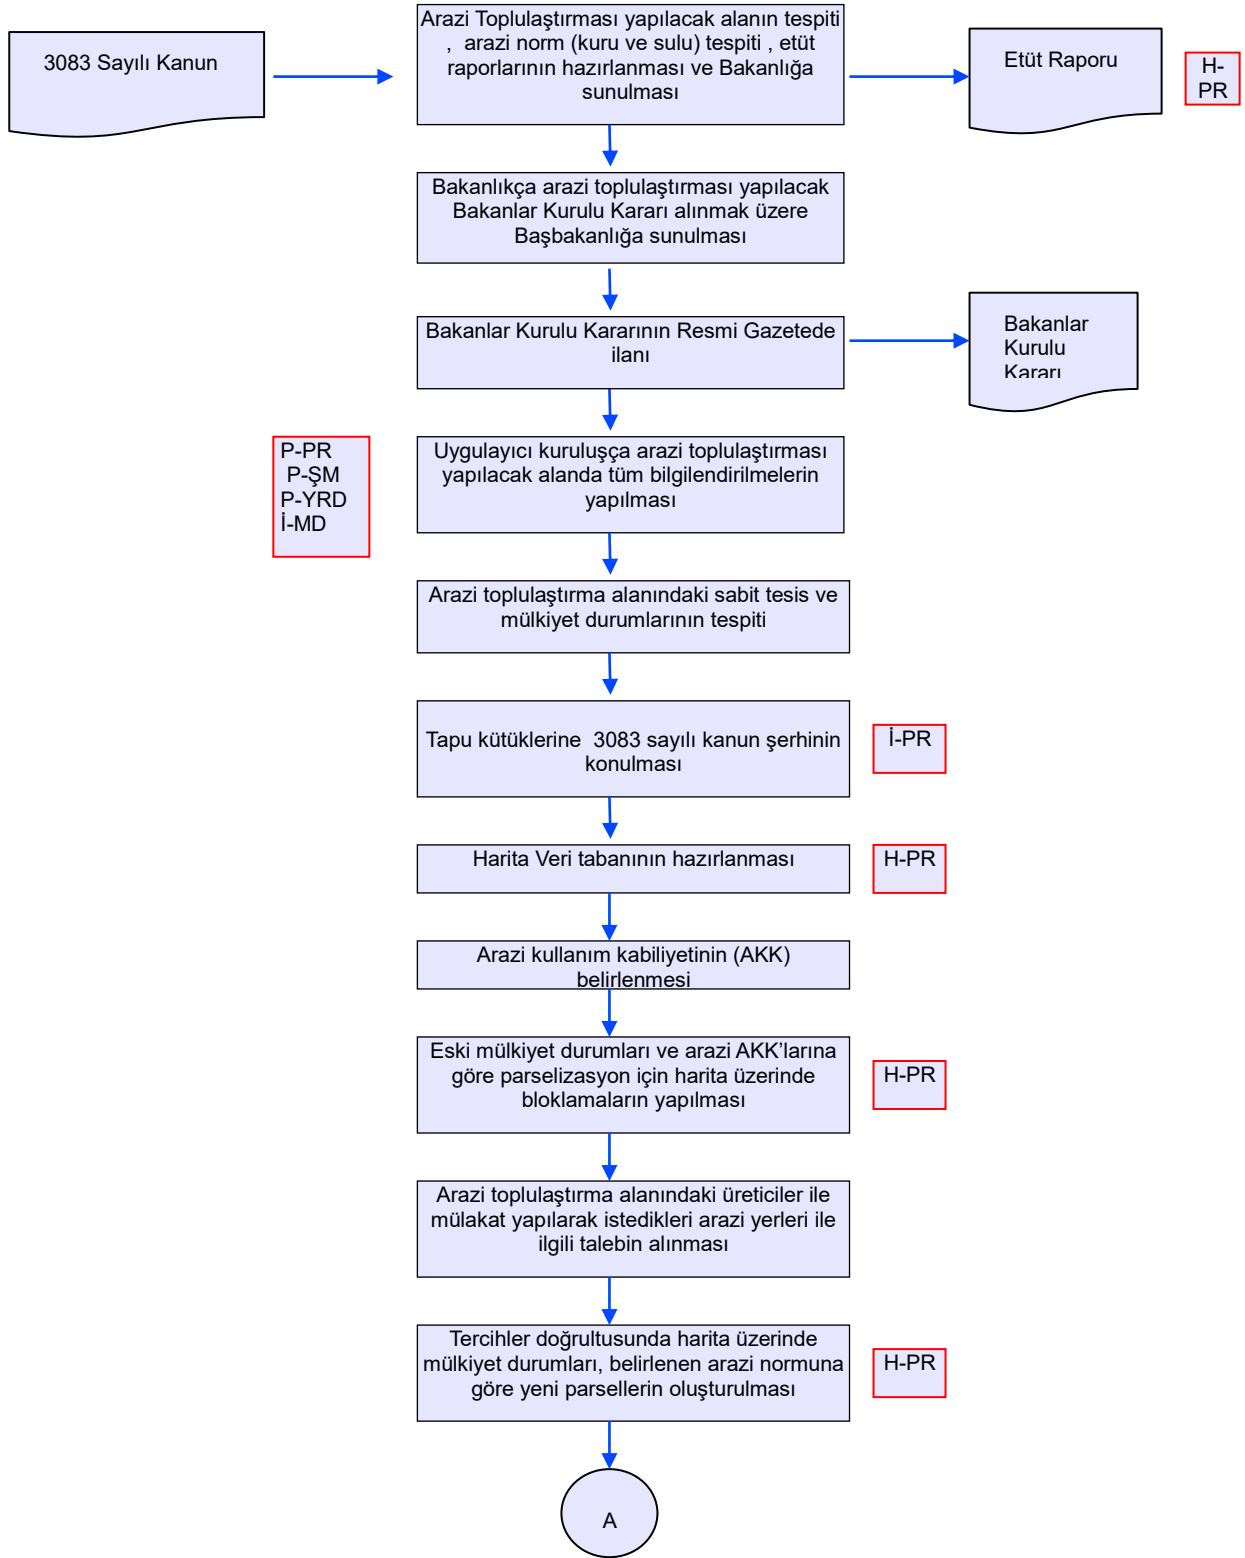 3083 Sayılı Kanun
Arazi Toplulaştırması yapılacak alanın tespiti
, arazi norm (kuru ve sulu) tespiti , etüt
raporlarının hazırlanması ve Bakanlığa
sunulması
Etüt Raporu
H-
PR
Bakanlıkça arazi toplulaştırması yapılacak
Bakanlar Kurulu Kararı alınmak üzere
Başbakanlığa sunulması
Bakanlar Kurulu Kararının Resmi Gazetede
ilanı
Bakanlar
Kurulu
Kararı
P-PR
P-ŞM
P-YRD
İ-MD
Uygulayıcı kuruluşça arazi toplulaştırması
yapılacak alanda tüm bilgilendirilmelerin
yapılması
Arazi toplulaştırma alanındaki sabit tesis ve
mülkiyet durumlarının tespiti
Tapu kütüklerine 3083 sayılı kanun şerhinin
konulması
İ-PR
Harita Veri tabanının hazırlanması
H-PR
Arazi kullanım kabiliyetinin (AKK)
belirlenmesi
Eski mülkiyet durumları ve arazi AKK’larına
göre parselizasyon için harita üzerinde
bloklamaların yapılması
H-PR
Arazi toplulaştırma alanındaki üreticiler ile
mülakat yapılarak istedikleri arazi yerleri ile
ilgili talebin alınması
Tercihler doğrultusunda harita üzerinde
mülkiyet durumları, belirlenen arazi normuna
göre yeni parsellerin oluşturulması
H-PR
A